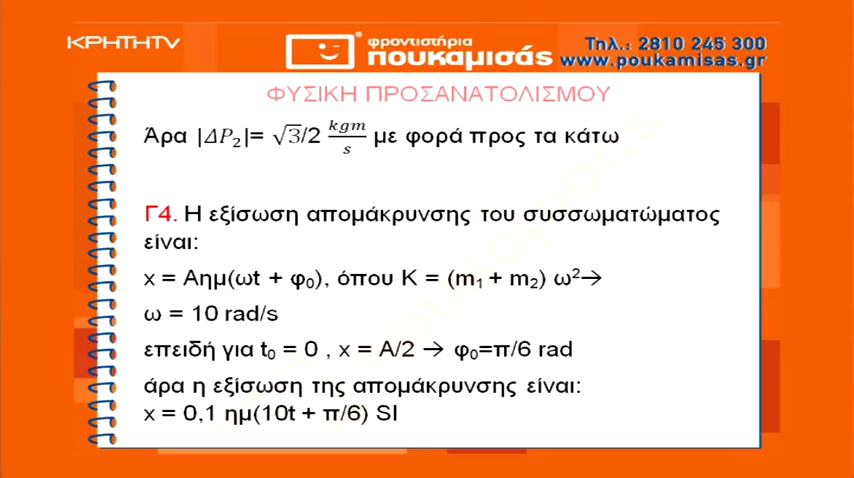 ΚΡΗΤΗTV
φροντιστήρια
πουκαμισάς
Τηλ.: 2810 245 300
www.poukamisas.gr
ΦΥΣΙΚΗ ΠΡΟΣΑΝΑΤΟΛΙΣΜΟΥ
Άρα |ΔP₂|= √3/2 kgm/s με φορά προς τα κάτω
Γ4. Η εξίσωση απομάκρυνσης του συσσωματώματος
είναι:
x = Αημ(ωt + φ₀), όπου Κ = (m₁ + m₂) ω²→
ω = 10 rad/s
επειδή για t₀ = 0 , x = A/2 → φ₀=π/6 rad
άρα η εξίσωση της απομάκρυνσης είναι:
x = 0,1 ημ(10t + π/6) SI